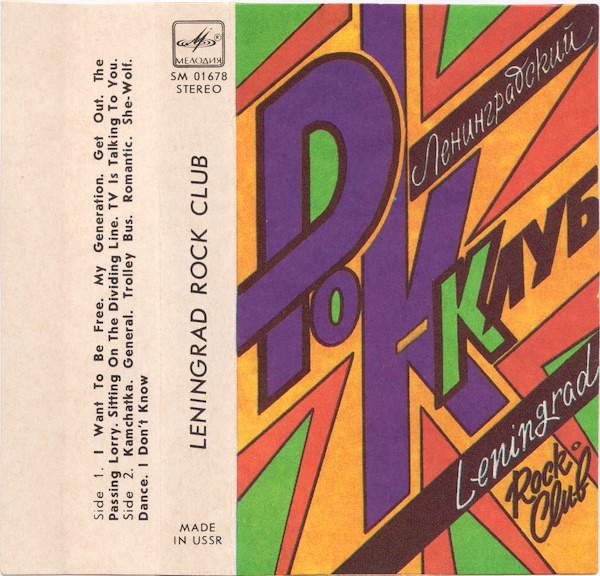 Side 1. I Want To Be Free. My Generation. Get Out. The
Passing Lorry. Sitting On The Dividing Line. TV Is Talking To You.
Side 2. Kamchatka. General. Trolley Bus. Romantic. She-Wolf.
Dance. I Don't Know
МЕЛОДИЯ
SM 01678
STEREO
LENINGRAD ROCK CLUB
MADE
IN USSR
Ленинградский
Рок-Клуб
Leningrad
Rock-
Club